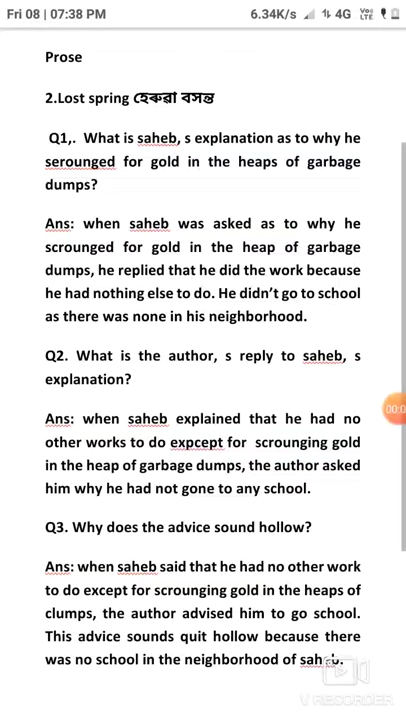 Fri 08 | 07:38 PM 6.34K/s 4G VoLTE
Prose
2.Lost spring হেৰুৱা বসন্ত
Q1,. What is saheb, s explanation as to why he
serounged for gold in the heaps of garbage
dumps?
Ans: when saheb was asked as to why he
scrounged for gold in the heap of garbage
dumps, he replied that he did the work because
he had nothing else to do. He didn't go to school
as there was none in his neighborhood.
Q2. What is the author, s reply to saheb, s
explanation?
Ans: when saheb explained that he had no
other works to do expcept for scrounging gold
in the heap of garbage dumps, the author asked
him why he had not gone to any school.
00:0
Q3. Why does the advice sound hollow?
Ans: when saheb said that he had no other work
to do except for scrounging gold in the heaps of
clumps, the author advised him to go school.
This advice sounds quit hollow because there
was no school in the neighborhood of saheb.
V RECORDER